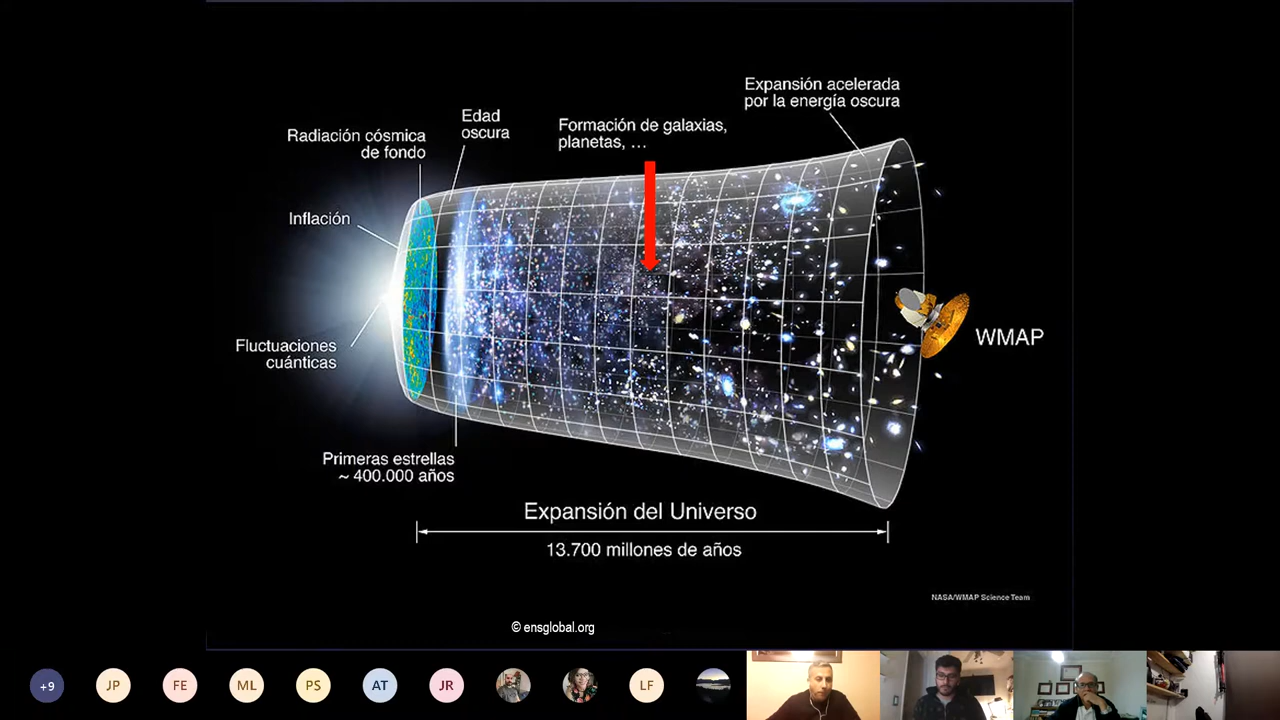 Expansión acelerada
por la energía oscura
Edad
oscura
Formación de galaxias,
planetas, …
Radiación cósmica
de fondo
Inflación
Fluctuaciones
cuánticas
WMAP
Primeras estrellas
~ 400.000 años
Expansión del Universo
13.700 millones de años
NASA/WMAP Science Team
© ensglobal.org
+9
JP
FE
ML
PS
AT
JR
LF